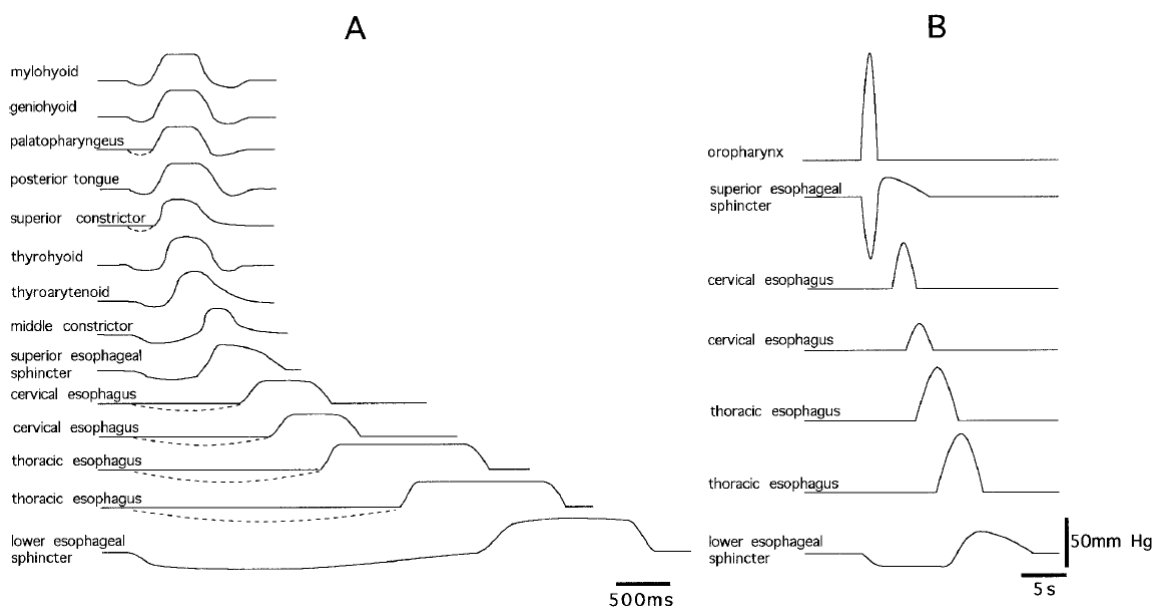 A
mylohyoid
geniohyoid
palatopharyngeus
posterior tongue
superior constrictor
thyrohyoid
thyroarytenoid
middle constrictor
superior esophageal
sphincter
cervical esophagus
cervical esophagus
thoracic esophagus
thoracic esophagus
lower esophageal
sphincter
500ms
B
oropharynx
superior esophageal
sphincter
cervical esophagus
cervical esophagus
thoracic esophagus
thoracic esophagus
lower esophageal
sphincter
50mm Hg
5s